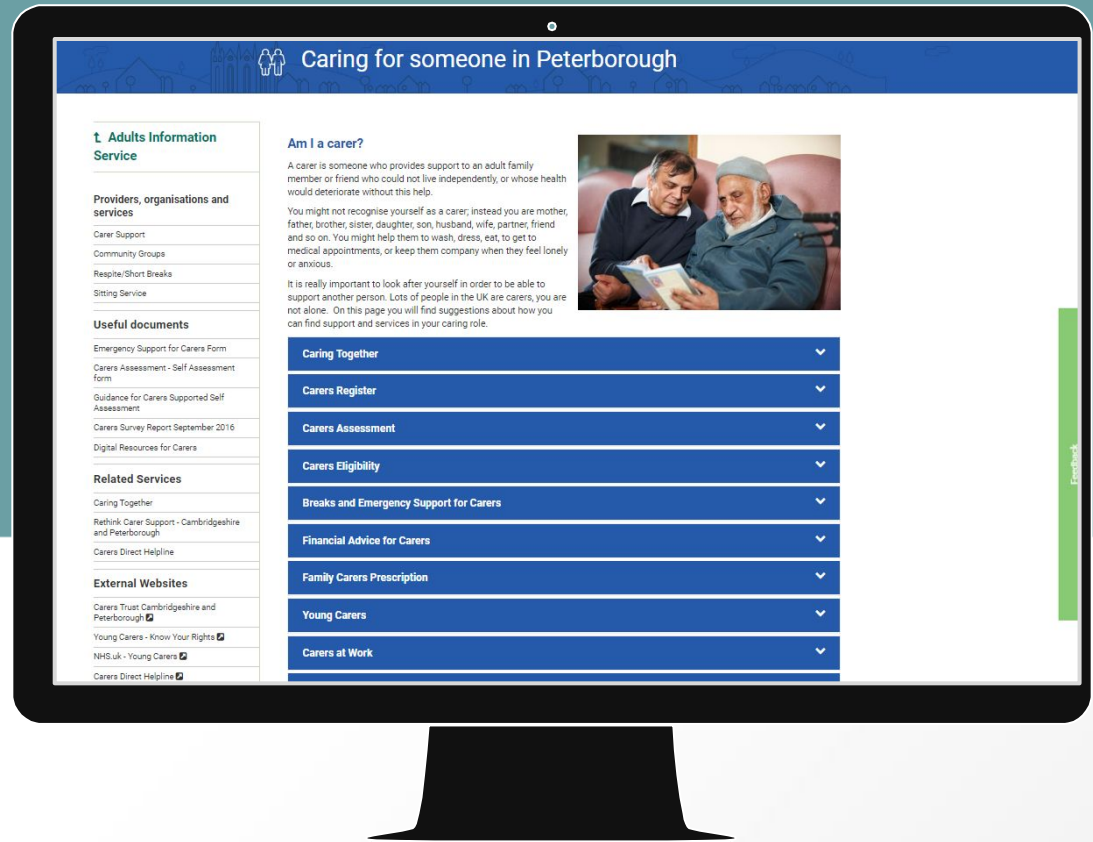 Caring for someone in Peterborough
Adults Information
Service
Providers, organisations and
services
Carer Support
Community Groups
Respite/Short Breaks
Sitting Service
Useful documents
Emergency Support for Carers Form
Carers Assessment - Self Assessment
form
Guidance for Carers Supported Self
Assessment
Carers Survey Report September 2016
Digital Resources for Carers
Related Services
Caring Together
Rethink Carer Support - Cambridgeshire
and Peterborough
Carers Direct Helpline
External Websites
Carers Trust Cambridgeshire and
Peterborough
Young Carers - Know Your Rights
NHS.uk - Young Carers
Carers Direct Helpline
Am I a carer?
A carer is someone who provides support to an adult family
member or friend who could not live independently, or whose health
would deteriorate without this help.
You might not recognise yourself as a carer; instead you are mother,
father, brother, sister, daughter, son, husband, wife, partner, friend
and so on. You might help them to wash, dress, eat, to get to
medical appointments, or keep them company when they feel lonely
or anxious.
It is really important to look after yourself in order to be able to
support another person. Lots of people in the UK are carers, you are
not alone. On this page you will find suggestions about how you
can find support and services in your caring role.
Caring Together
Carers Register
Carers Assessment
Carers Eligibility
Breaks and Emergency Support for Carers
Financial Advice for Carers
Family Carers Prescription
Young Carers
Carers at Work
Feedback